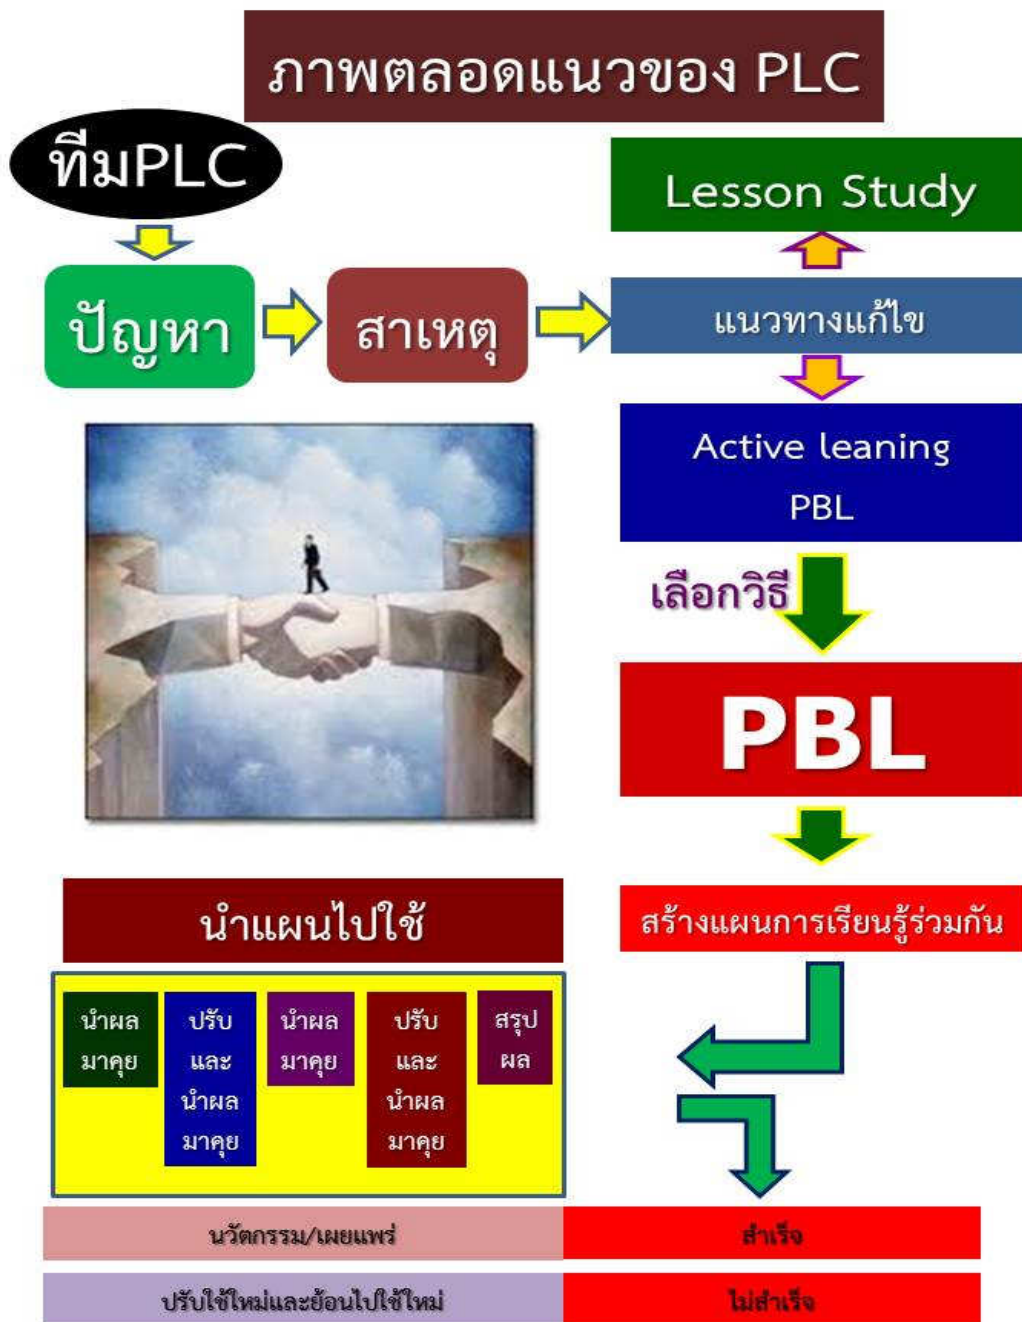 ภาพตลอดแนวของ PLC
ทีมPLC
Lesson Study
ปัญหา
สาเหตุ
แนวทางแก้ไข
Active leaning
PBL
เลือกวิธี
PBL
สร้างแผนการเรียนรู้ร่วมกัน
นำแผนไปใช้
นำผล
มาคุย
ปรับ
และ
นำผล
มาคุย
นำผล
มาคุย
ปรับ
และ
นำผล
มาคุย
สรุป
ผล
นวัตกรรม/เผยแพร่
สำเร็จ
ปรับใช้ใหม่และย้อนไปใช้ใหม่
ไม่สำเร็จ